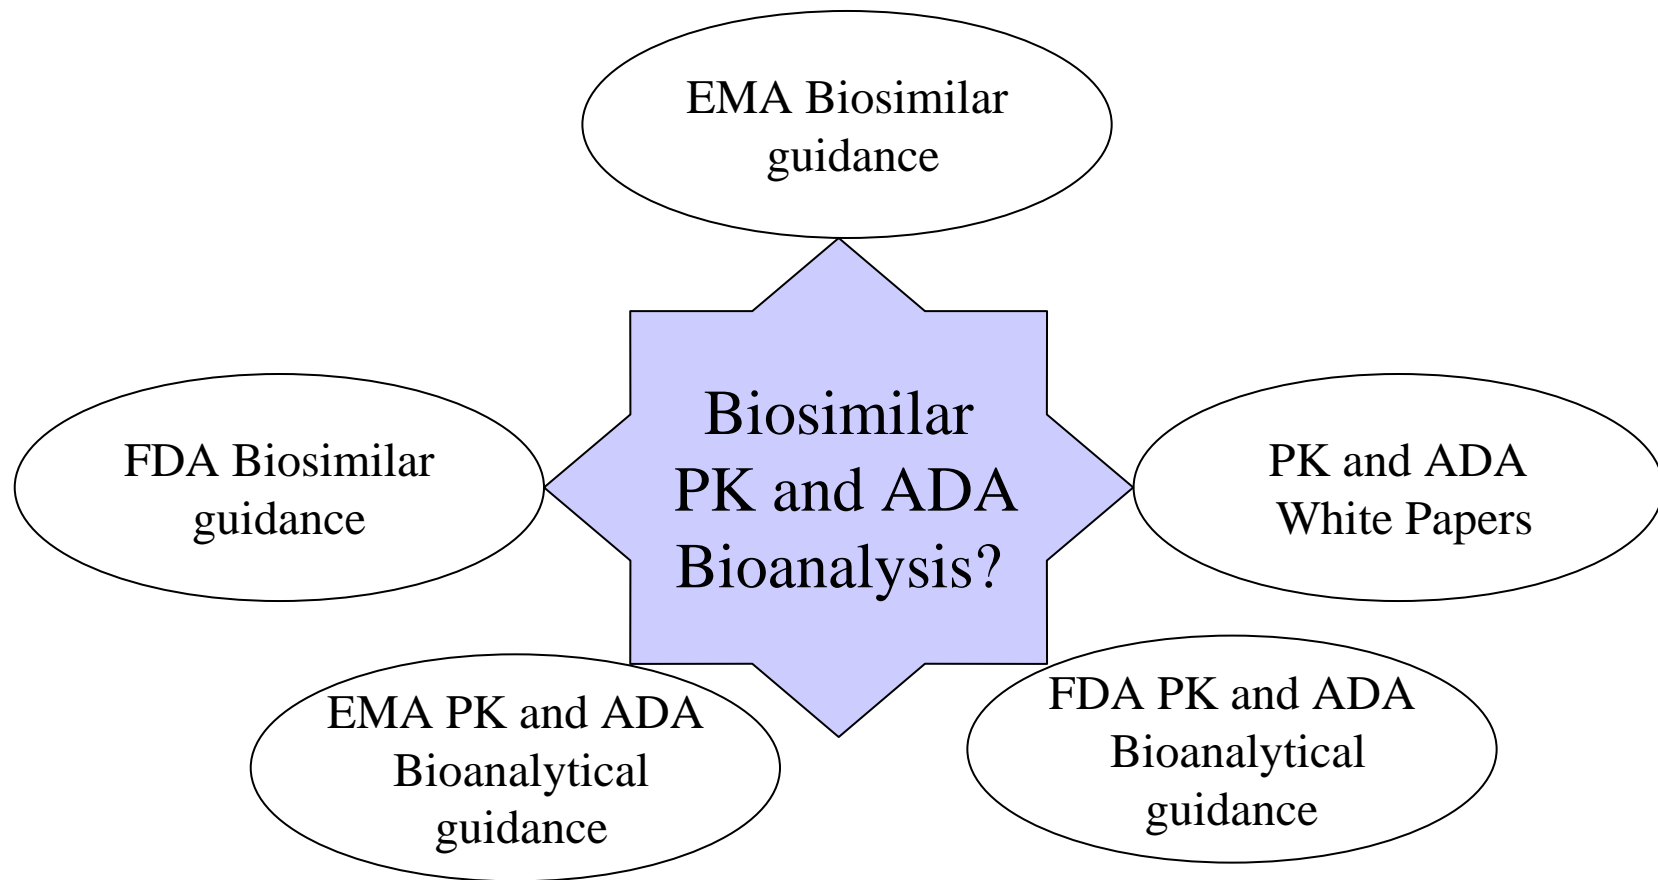 EMA Biosimilar
guidance
FDA Biosimilar
guidance
Biosimilar
PK and ADA
Bioanalysis?
PK and ADA
White Papers
EMA PK and ADA
Bioanalytical
guidance
FDA PK and ADA
Bioanalytical
guidance